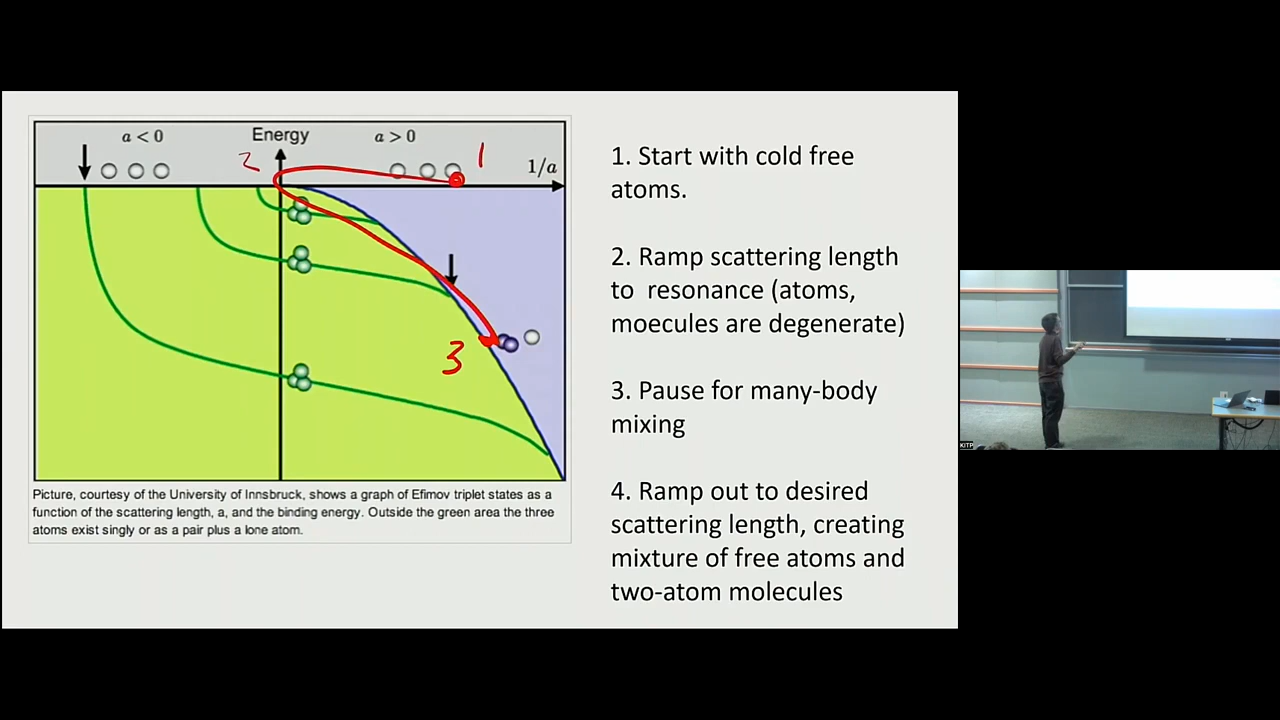 a < 0
Energy
a > 0
1
2
1/a
3
Picture, courtesy of the University of Innsbruck, shows a graph of Efimov triplet states as a
function of the scattering length, a, and the binding energy. Outside the green area the three
atoms exist singly or as a pair plus a lone atom.
1. Start with cold free
atoms.
2. Ramp scattering length
to resonance (atoms,
moecules are degenerate)
3. Pause for many-body
mixing
4. Ramp out to desired
scattering length, creating
mixture of free atoms and
two-atom molecules
KITP